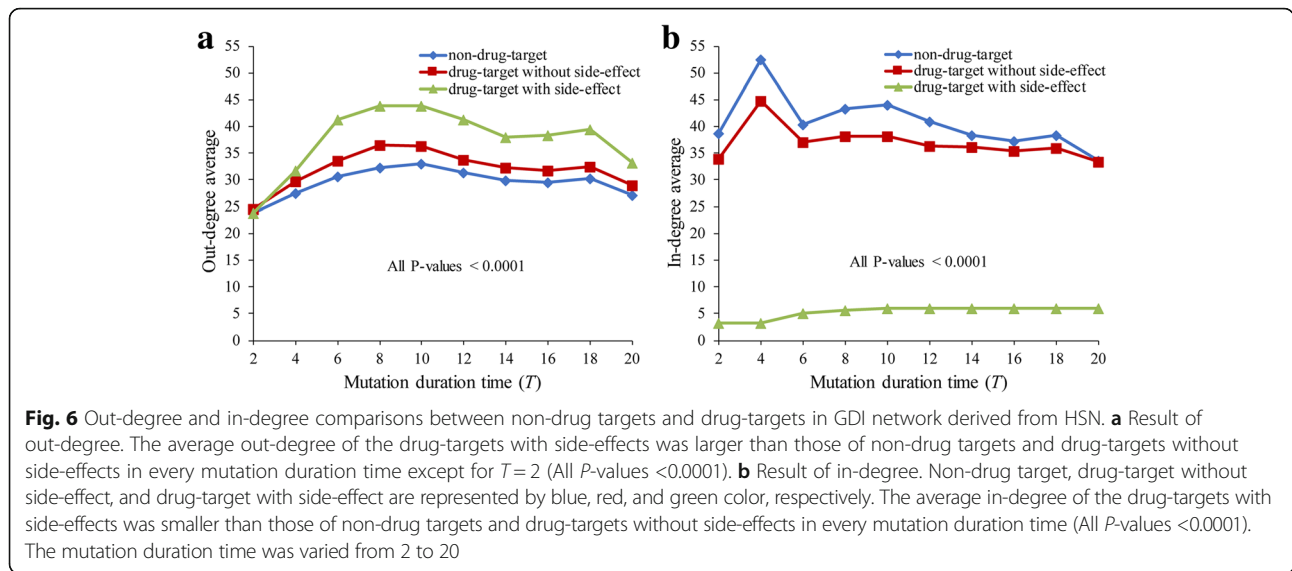 a
55
50
45
40
35
30
25
20
15
10
5
0
Out-degree average
non-drug-target
drug-target without side-effect
drug-target with side-effect
All P-values < 0.0001
2 4 6 8 10 12 14 16 18 20
Mutation duration time (T)
b
55
50
45
40
35
30
25
20
15
10
5
0
In-degree average
non-drug-target
drug-target without side-effect
drug-target with side-effect
All P-values < 0.0001
2 4 6 8 10 12 14 16 18 20
Mutation duration time (T)
Fig. 6 Out-degree and in-degree comparisons between non-drug targets and drug-targets in GDI network derived from HSN. a Result of
out-degree. The average out-degree of the drug-targets with side-effects was larger than those of non-drug targets and drug-targets without
side-effects in every mutation duration time except for T = 2 (All P-values <0.0001). b Result of in-degree. Non-drug target, drug-target without
side-effect, and drug-target with side-effect are represented by blue, red, and green color, respectively. The average in-degree of the drug-targets with
side-effects was smaller than those of non-drug targets and drug-targets without side-effects in every mutation duration time (All P-values <0.0001).
The mutation duration time was varied from 2 to 20